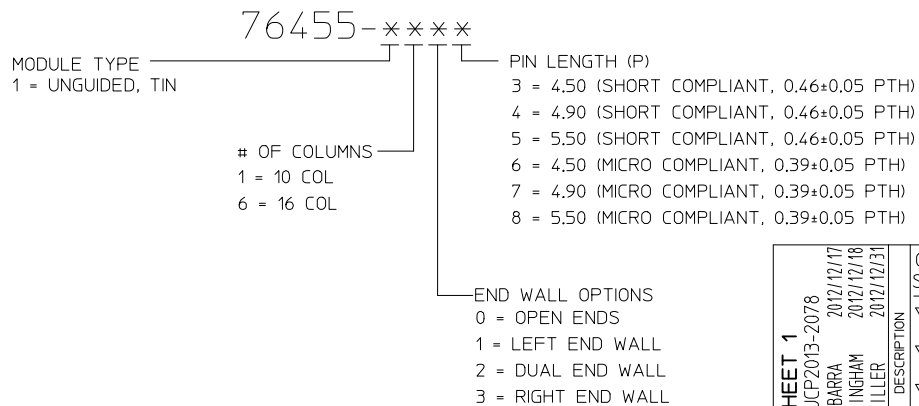 76455-****
MODULE TYPE
1 = UNGUIDED, TIN
PIN LENGTH (P)
3 = 4.50 (SHORT COMPLIANT, 0.46±0.05 PTH)
4 = 4.90 (SHORT COMPLIANT, 0.46±0.05 PTH)
5 = 5.50 (SHORT COMPLIANT, 0.46±0.05 PTH)
6 = 4.50 (MICRO COMPLIANT, 0.39±0.05 PTH)
7 = 4.90 (MICRO COMPLIANT, 0.39±0.05 PTH)
8 = 5.50 (MICRO COMPLIANT, 0.39±0.05 PTH)
# OF COLUMNS
1 = 10 COL
6 = 16 COL
END WALL OPTIONS
0 = OPEN ENDS
1 = LEFT END WALL
2 = DUAL END WALL
3 = RIGHT END WALL
HEET 1
UCP2013-2078
BARRA 2012/12/17
INGHAM 2012/12/18
ILLER 2012/12/31
DESCRIPTION